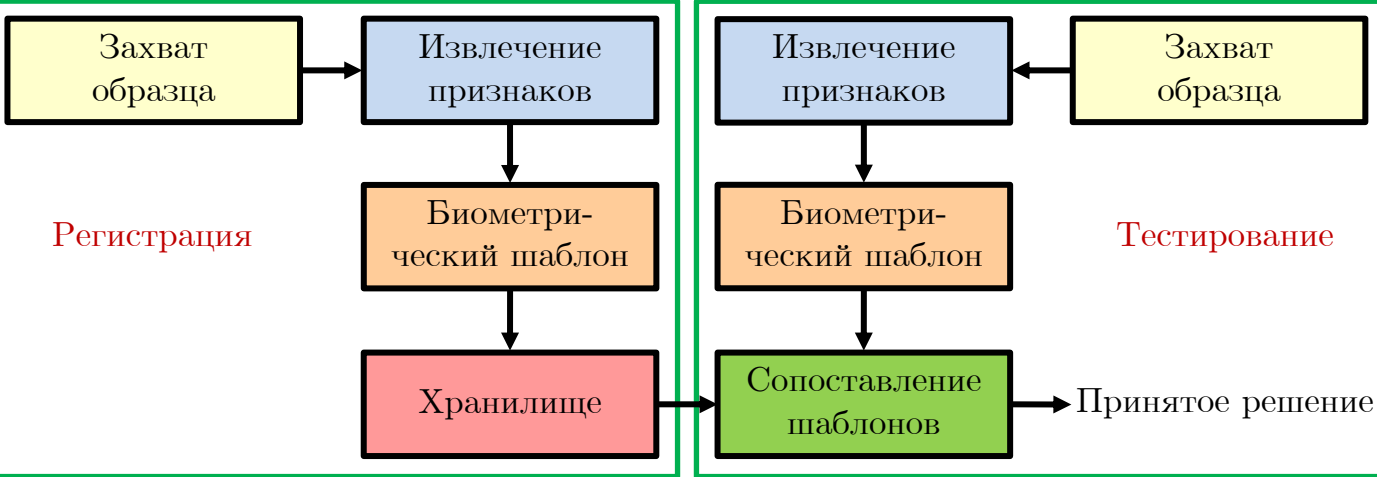 Захват
образца
Извлечение
признаков
Извлечение
признаков
Захват
образца
Регистрация
Биометри-
ческий шаблон
Биометри-
ческий шаблон
Тестирование
Хранилище
Сопоставление
шаблонов
Принятое решение